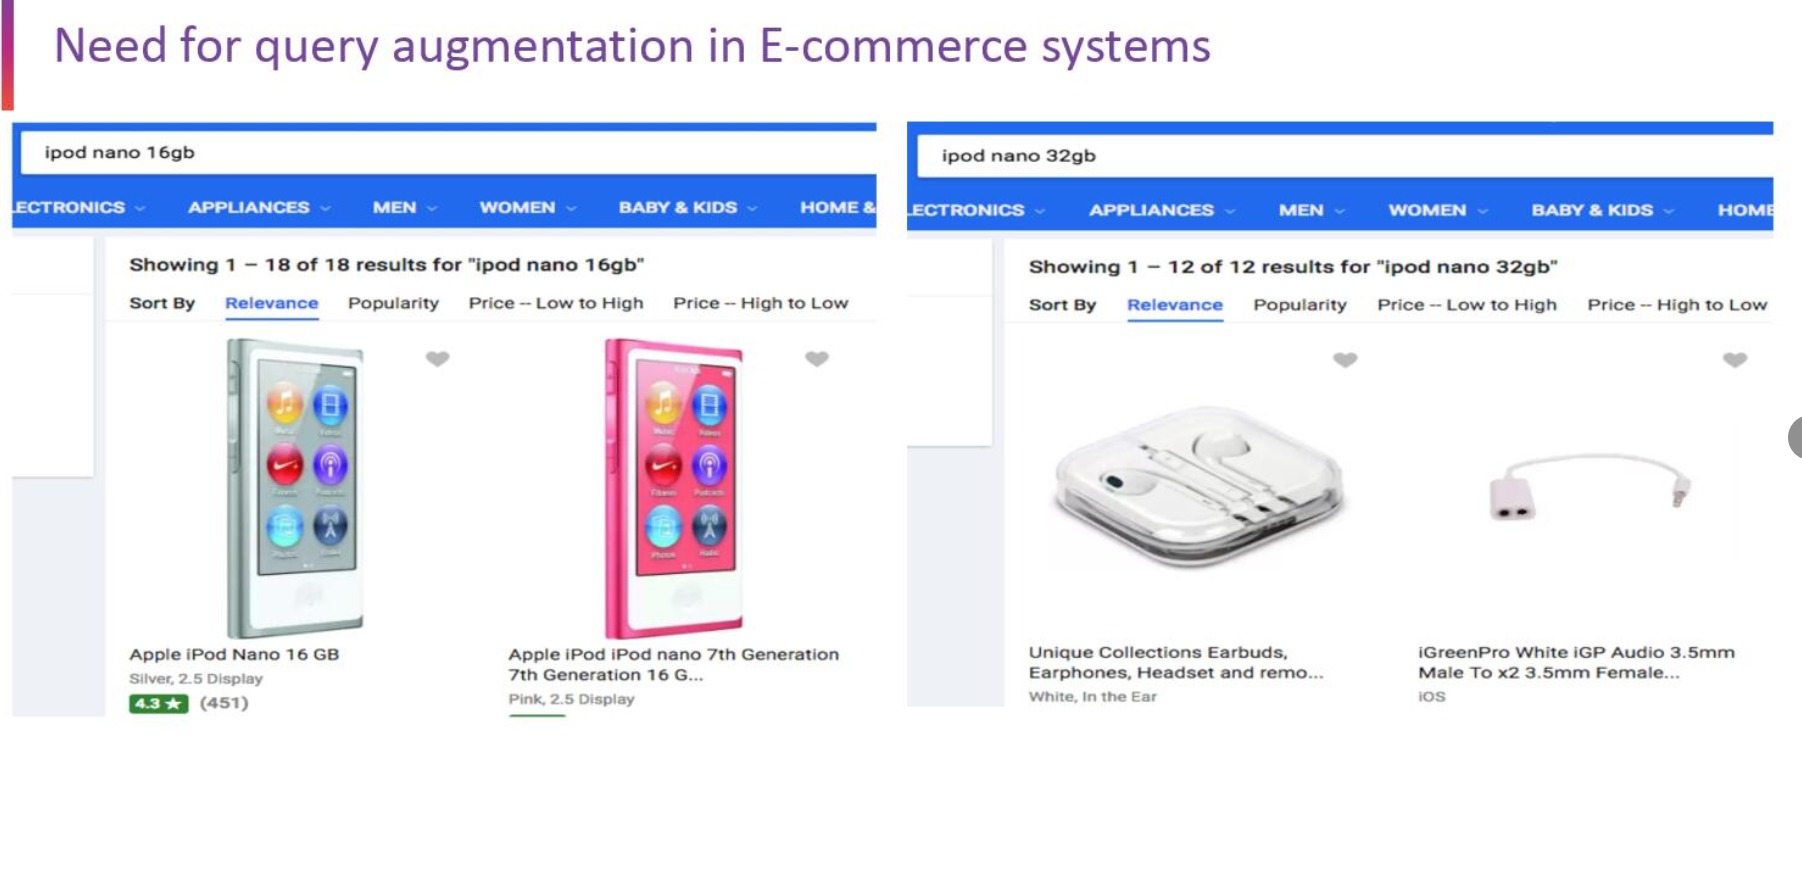 Need for query augmentation in E-commerce systems
ipod nano 16gb
LECTRONICS APPLIANCES MEN WOMEN BABY & KIDS HOME &
Showing 1 – 18 of 18 results for "ipod nano 16gb"
Sort By Relevance Popularity Price -- Low to High Price -- High to Low
Apple iPod Nano 16 GB
Silver, 2.5 Display
4.3 ★ (451)
Apple iPod iPod nano 7th Generation
7th Generation 16 G...
Pink, 2.5 Display
ipod nano 32gb
LECTRONICS APPLIANCES MEN WOMEN BABY & KIDS HOME
Showing 1 – 12 of 12 results for "ipod nano 32gb"
Sort By Relevance Popularity Price -- Low to High Price -- High to Low
Unique Collections Earbuds,
Earphones, Headset and remo...
White, In the Ear
iGreenPro White iGP Audio 3.5mm
Male To x2 3.5mm Female...
iOS